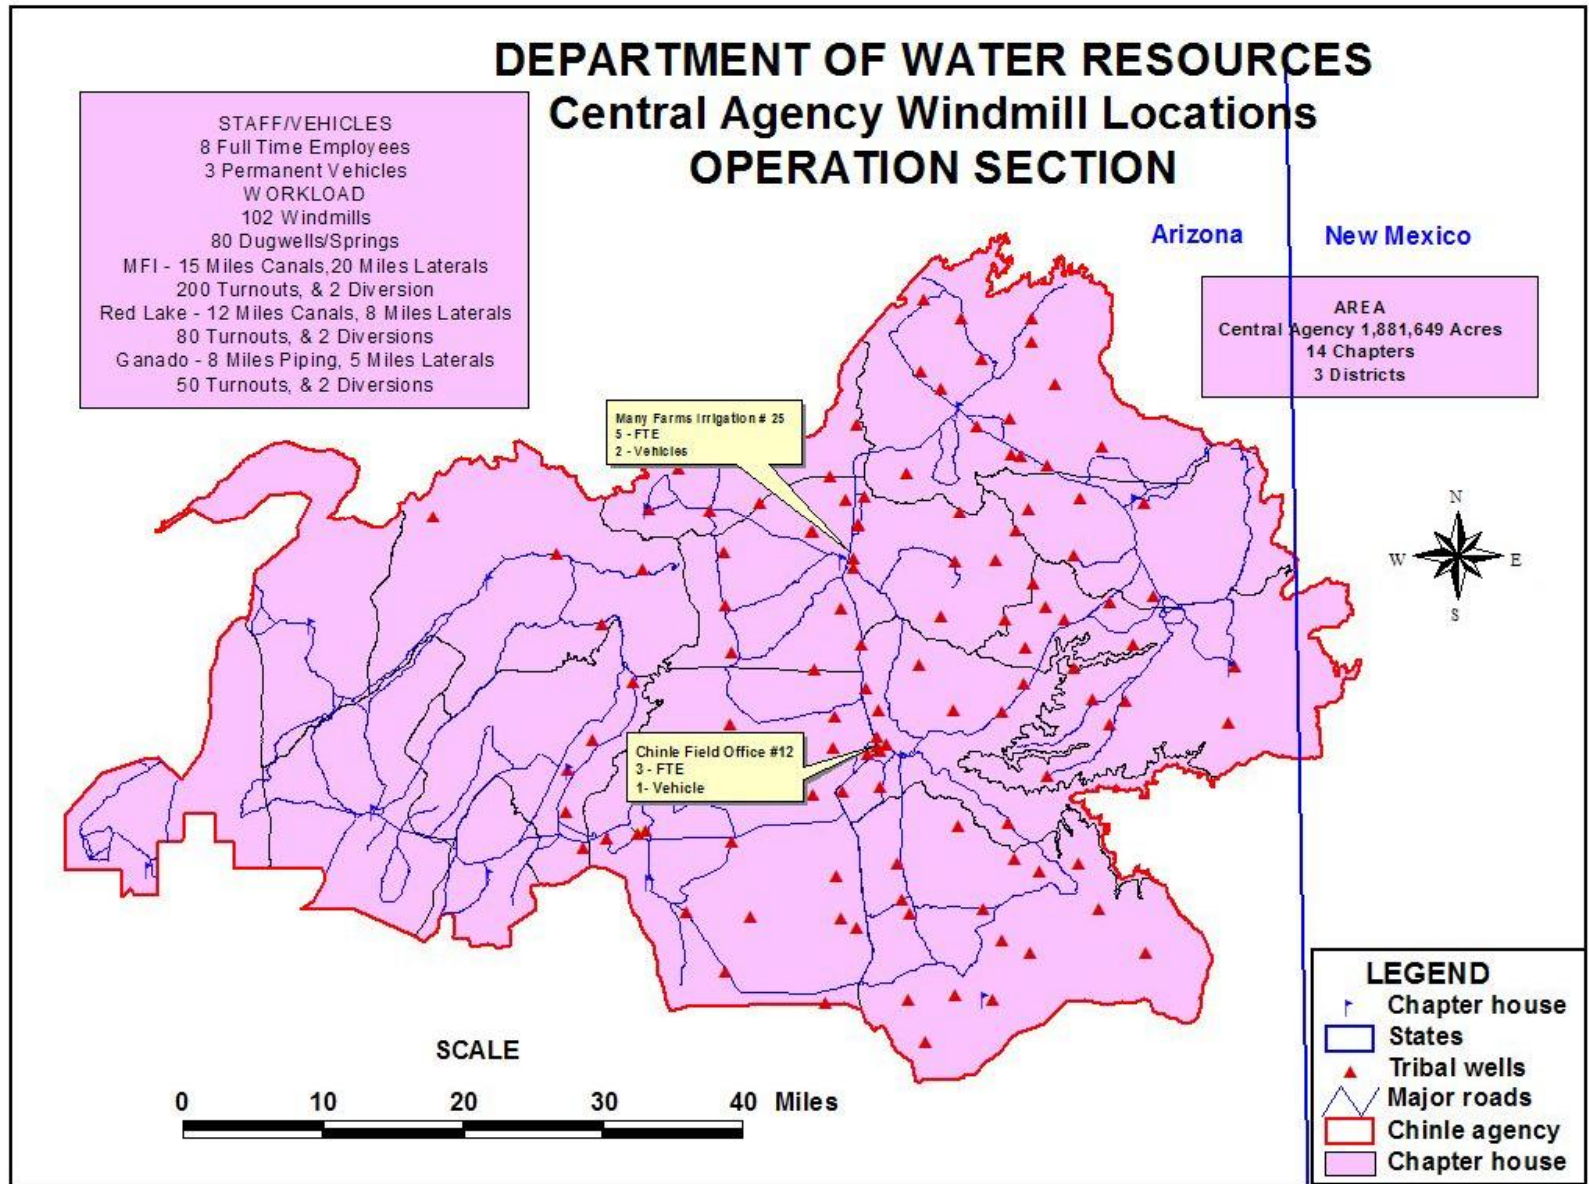 DEPARTMENT OF WATER RESOURCES
Central Agency Windmill Locations
OPERATION SECTION
STAFF/VEHICLES
8 Full Time Employees
3 Permanent Vehicles
WORKLOAD
102 Windmills
80 Dugwells/Springs
MFI - 15 Miles Canals,20 Miles Laterals
200 Turnouts, & 2 Diversion
Red Lake - 12 Miles Canals, 8 Miles Laterals
80 Turnouts, & 2 Diversions
Ganado - 8 Miles Piping, 5 Miles Laterals
50 Turnouts, & 2 Diversions
Arizona
New Mexico
AREA
Central Agency 1,881,649 Acres
14 Chapters
3 Districts
Many Farms Irrigation # 25
5 - FTE
2 - Vehicles
N
W E
S
Chinle Field Office #12
3 - FTE
1- Vehicle
SCALE
0 10 20 30 40 Miles
LEGEND
Chapter house
States
Tribal wells
Major roads
Chinle agency
Chapter house